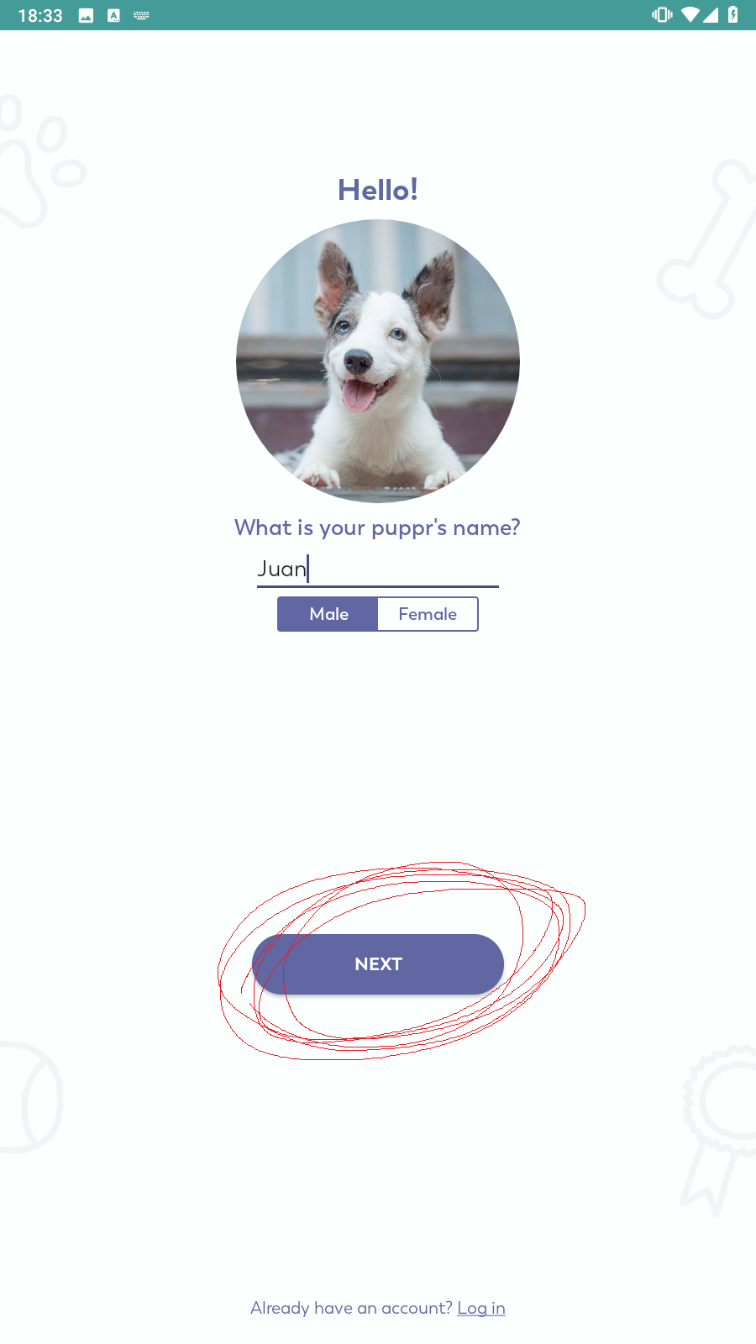 18:33
Hello!
What is your puppr's name?
Juan
Male Female
NEXT
Already have an account? Log in